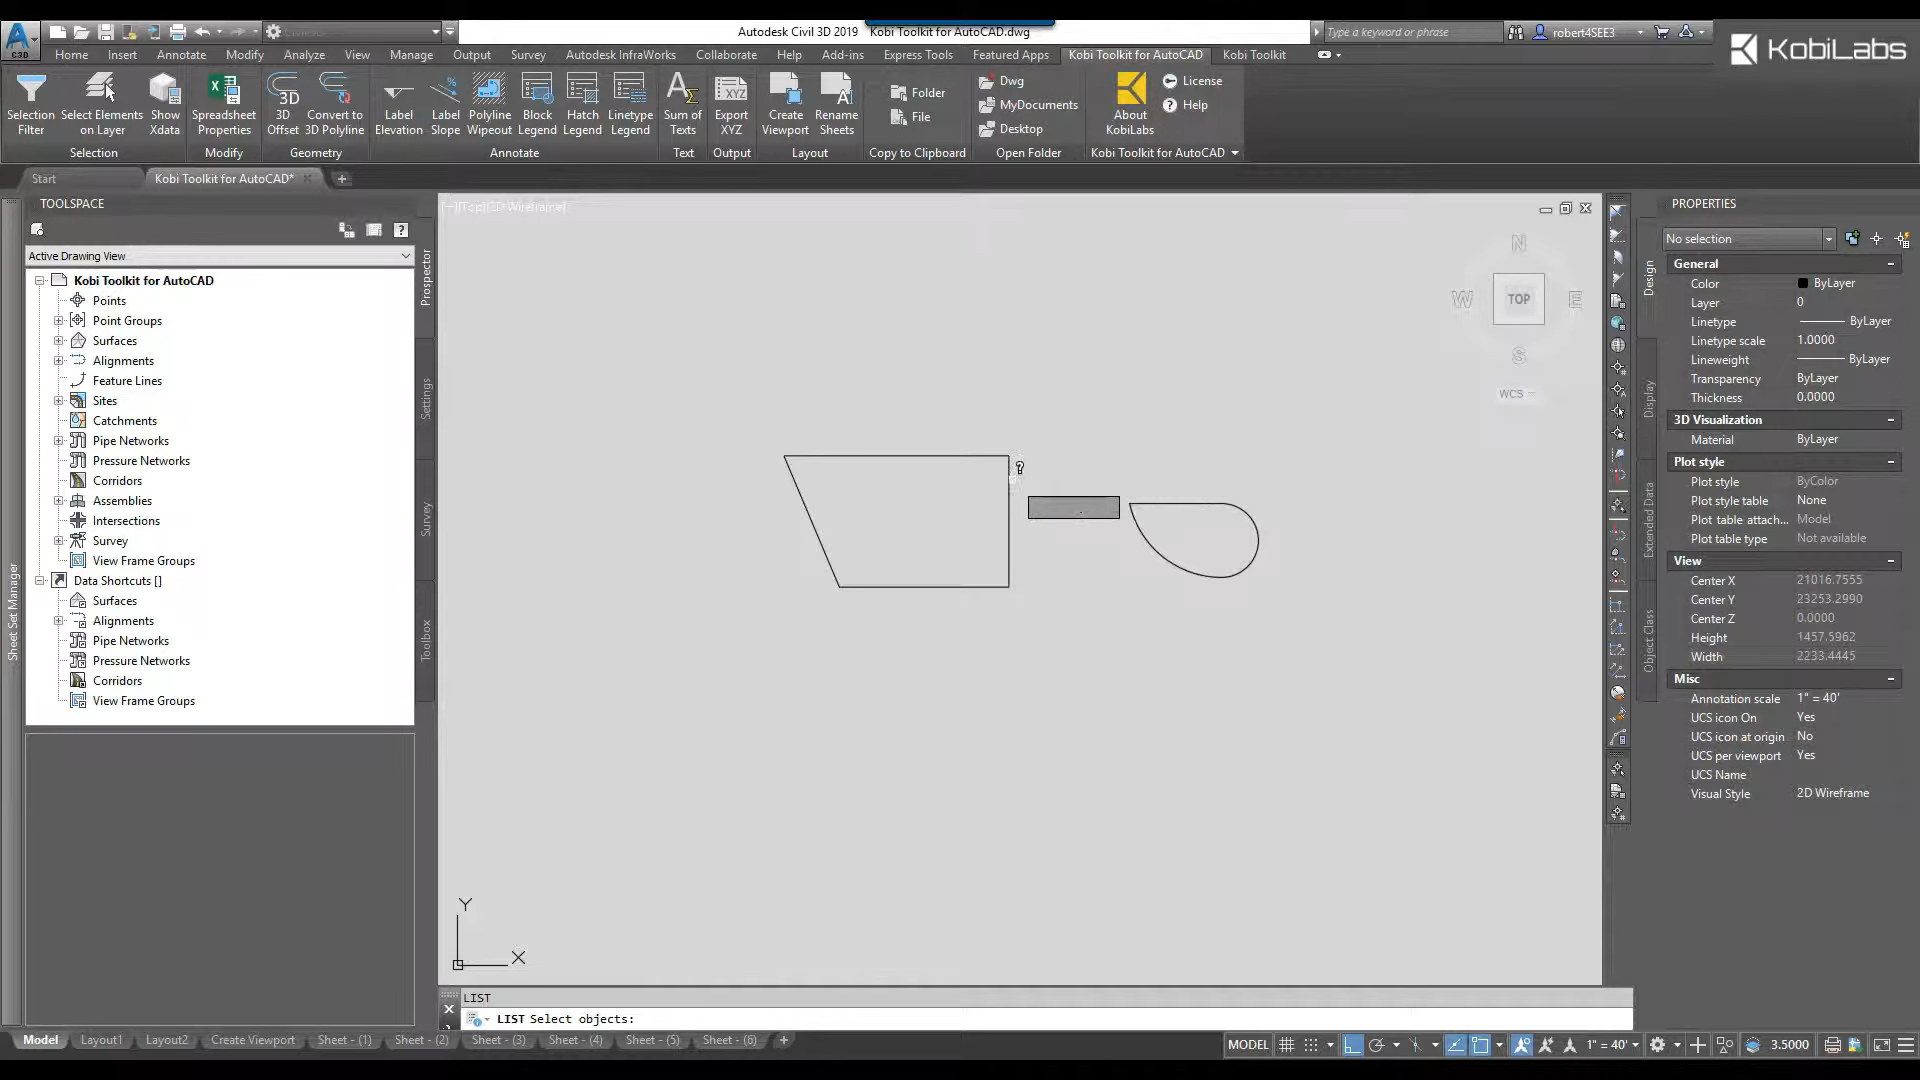 Autodesk Civil 3D 2019 Kobi Toolkit for AutoCAD.dwg
Type a keyword or phrase
robert4SEE3
KobiLabs
C3D
Home Insert Annotate Modify Analyze View Manage Output Survey Autodesk InfraWorks Collaborate Help Add-ins Express Tools Featured Apps Kobi Toolkit for AutoCAD Kobi Toolkit
Selection Filter
Select Elements on Layer
Show Xdata
Spreadsheet Properties
3D Offset
Convert to 3D Polyline
Label Elevation
Label Slope
Polyline Wipeout
Block Legend
Hatch Legend
Linetype Legend
Sum of Texts
Export XYZ
Create Viewport
Rename Sheets
Folder
File
Dwg
MyDocuments
Desktop
About KobiLabs
License
Help
Selection Modify Geometry Annotate Text Output Layout Copy to Clipboard Open Folder Kobi Toolkit for AutoCAD
Start
Kobi Toolkit for AutoCAD*
TOOLSPACE
Active Drawing View
Kobi Toolkit for AutoCAD
Points
Point Groups
Surfaces
Alignments
Feature Lines
Sites
Catchments
Pipe Networks
Pressure Networks
Corridors
Assemblies
Intersections
Survey
View Frame Groups
Data Shortcuts []
Surfaces
Alignments
Pipe Networks
Pressure Networks
Corridors
View Frame Groups
Prospector
Settings
Survey
Toolbox
Sheet Set Manager
[−][Top][2D Wireframe]
N
W
TOP
E
S
WCS
Y
X
LIST
LIST Select objects:
PROPERTIES
No selection
Design
Display
Extended Data
Object Class
General
Color ByLayer
Layer 0
Linetype ByLayer
Linetype scale 1.0000
Lineweight ByLayer
Transparency ByLayer
Thickness 0.0000
3D Visualization
Material ByLayer
Plot style
Plot style ByColor
Plot style table None
Plot table attach... Model
Plot table type Not available
View
Center X 21016.7555
Center Y 23253.2990
Center Z 0.0000
Height 1457.5962
Width 2233.4445
Misc
Annotation scale 1" = 40'
UCS icon On Yes
UCS icon at origin No
UCS per viewport Yes
UCS Name
Visual Style 2D Wireframe
Model Layout1 Layout2 Create Viewport Sheet - (1) Sheet - (2) Sheet - (3) Sheet - (4) Sheet - (5) Sheet - (6)
MODEL 1" = 40' 3.5000